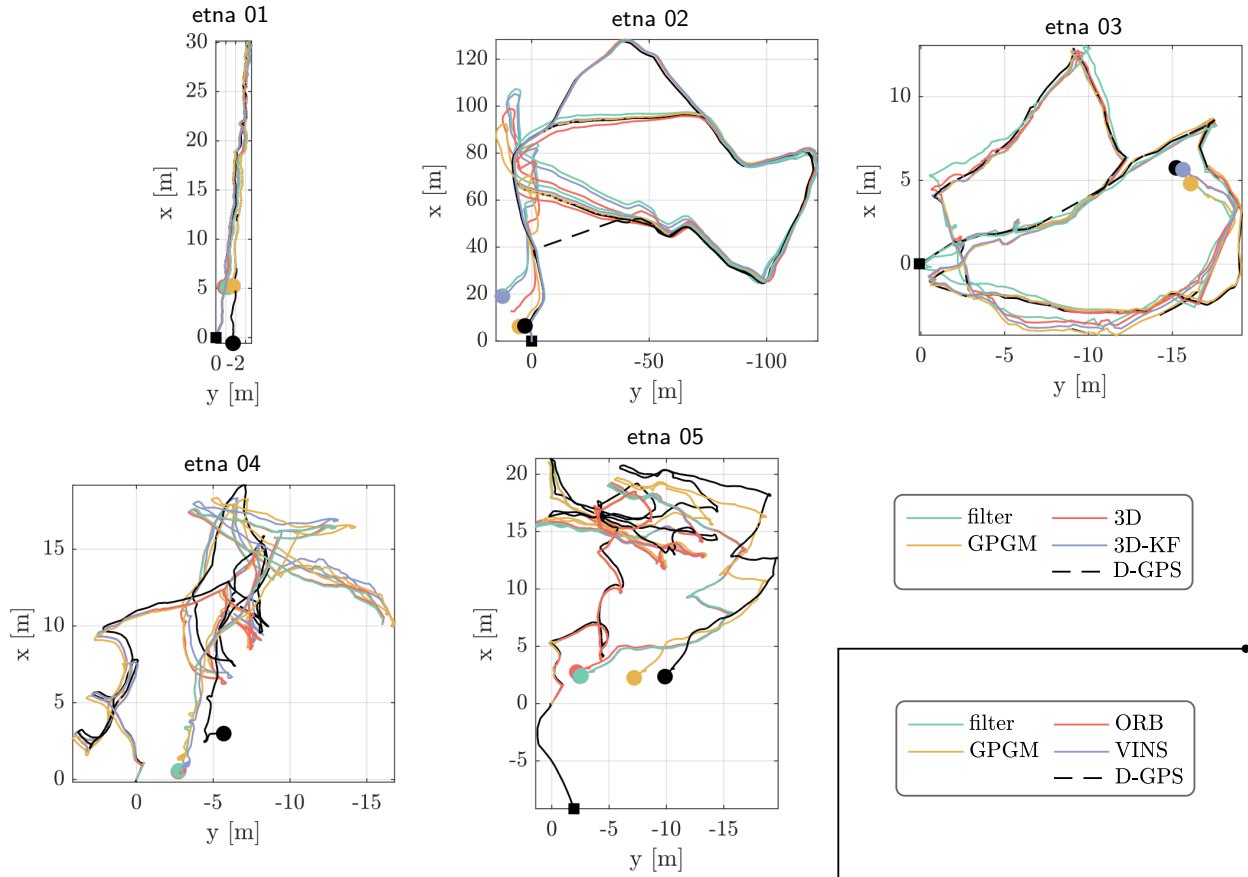 etna 01
30
25
20
15
10
5
0
x [m]
0 -2
y [m]
etna 02
120
100
80
60
40
20
0
x [m]
0 -50 -100
y [m]
etna 03
10
5
0
x [m]
0 -5 -10 -15
y [m]
etna 04
15
10
5
0
x [m]
0 -5 -10 -15
y [m]
etna 05
20
15
10
5
0
-5
x [m]
0 -5 -10 -15
y [m]
filter 3D
GPGM 3D-KF
D-GPS
filter ORB
GPGM VINS
D-GPS